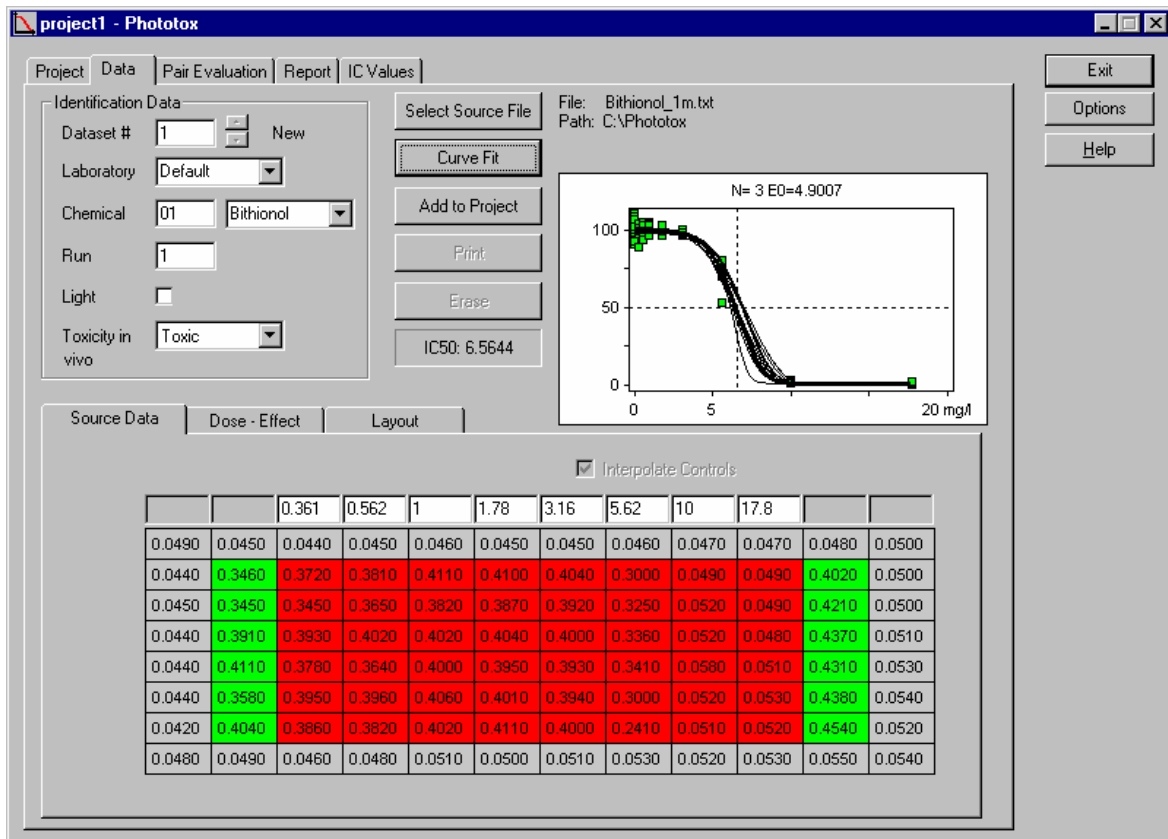 project1 - Phototox
Project Data Pair Evaluation Report IC Values
Exit
Options
Help
Identification Data
Dataset # 1 New
Laboratory Default
Chemical 01 Bithionol
Run 1
Light
Toxicity in vivo Toxic
Select Source File
Curve Fit
Add to Project
Print
Erase
IC50: 6.5644
File: Bithionol_1m.txt
Path: C:\Phototox
N= 3 E0=4.9007
100
50
0
0 5 20 mg/l
Source Data Dose - Effect Layout
Interpolate Controls
0.361 0.562 1 1.78 3.16 5.62 10 17.8
0.0490 0.0450 0.0440 0.0450 0.0460 0.0450 0.0450 0.0460 0.0470 0.0470 0.0480 0.0500
0.0440 0.3460 0.3720 0.3810 0.4110 0.4100 0.4040 0.3000 0.0490 0.0490 0.4020 0.0500
0.0450 0.3450 0.3450 0.3650 0.3820 0.3870 0.3920 0.3250 0.0520 0.0490 0.4210 0.0500
0.0440 0.3910 0.3930 0.4020 0.4020 0.4040 0.4000 0.3360 0.0520 0.0480 0.4370 0.0510
0.0440 0.4110 0.3780 0.3640 0.4000 0.3950 0.3930 0.3410 0.0580 0.0510 0.4310 0.0530
0.0440 0.3580 0.3950 0.3960 0.4060 0.4010 0.3940 0.3000 0.0520 0.0530 0.4380 0.0540
0.0420 0.4040 0.3860 0.3820 0.4020 0.4110 0.4000 0.2410 0.0510 0.0520 0.4540 0.0520
0.0480 0.0490 0.0460 0.0480 0.0510 0.0500 0.0510 0.0530 0.0520 0.0530 0.0550 0.0540